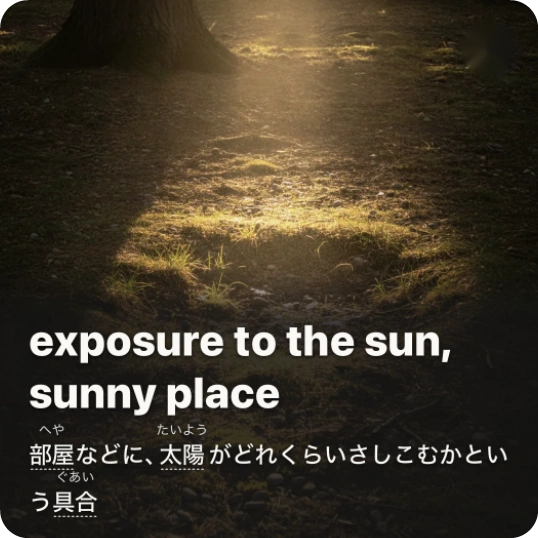 exposure to the sun,
sunny place
へや たいよう
部屋などに、太陽がどれくらいさしこむかとい
ぐあい
う具合